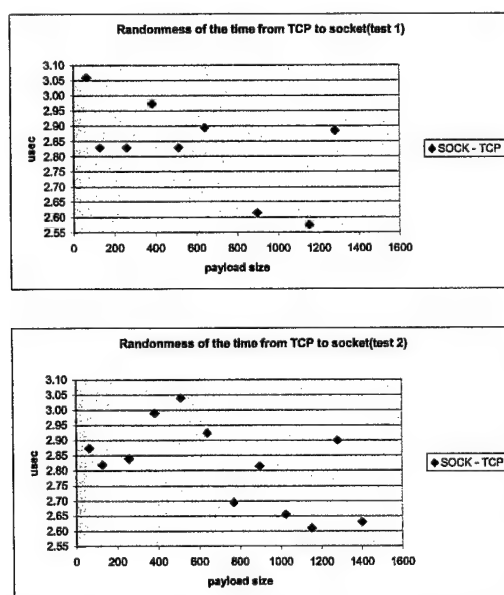 Randonmess of the time from TCP to socket(test 1)
3.10
3.05
3.00
2.95
2.90
2.85
2.80
2.75
2.70
2.65
2.60
2.55
usec
0 200 400 600 800 1000 1200 1400 1600
payload size
SOCK - TCP
Randonmess of the time from TCP to socket(test 2)
3.10
3.05
3.00
2.95
2.90
2.85
2.80
2.75
2.70
2.65
2.60
2.55
usec
0 200 400 600 800 1000 1200 1400 1600
payload size
SOCK - TCP